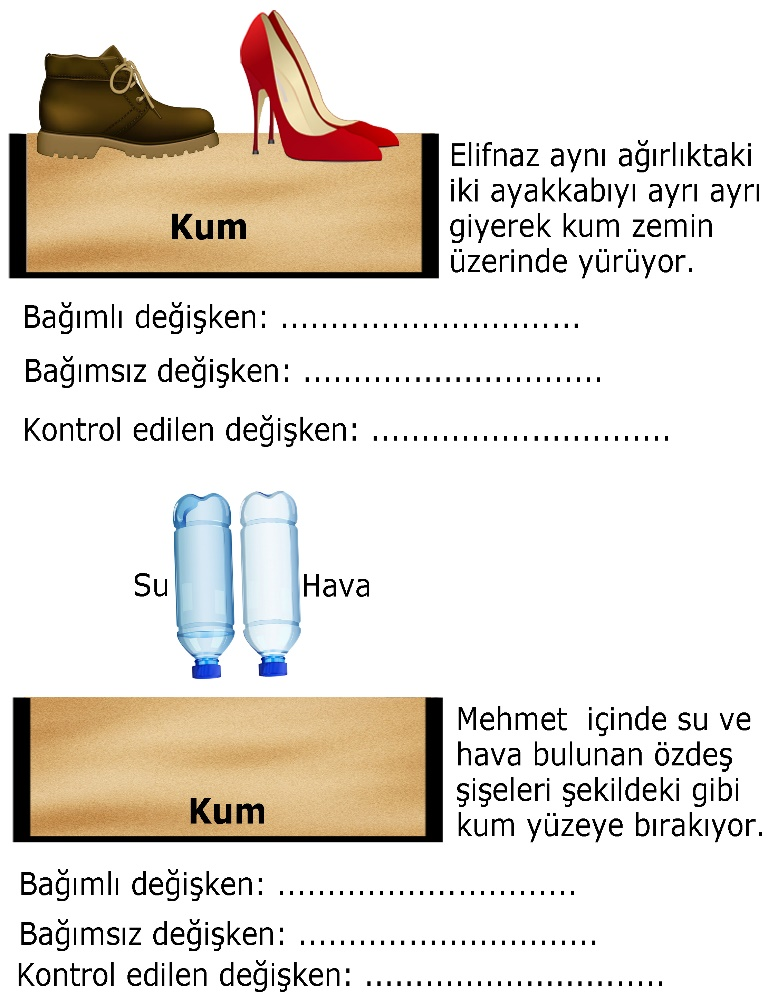 Kum
Elifnaz aynı ağırlıktaki
iki ayakkabıyı ayrı ayrı
giyerek kum zemin
üzerinde yürüyor.
Bağımlı değişken: ..............................
Bağımsız değişken: ..............................
Kontrol edilen değişken: ..............................
Su
Hava
Kum
Mehmet  içinde su ve
hava bulunan özdeş
şişeleri şekildeki gibi
kum yüzeye bırakıyor.
Bağımlı değişken: ..............................
Bağımsız değişken: ..............................
Kontrol edilen değişken: ..............................